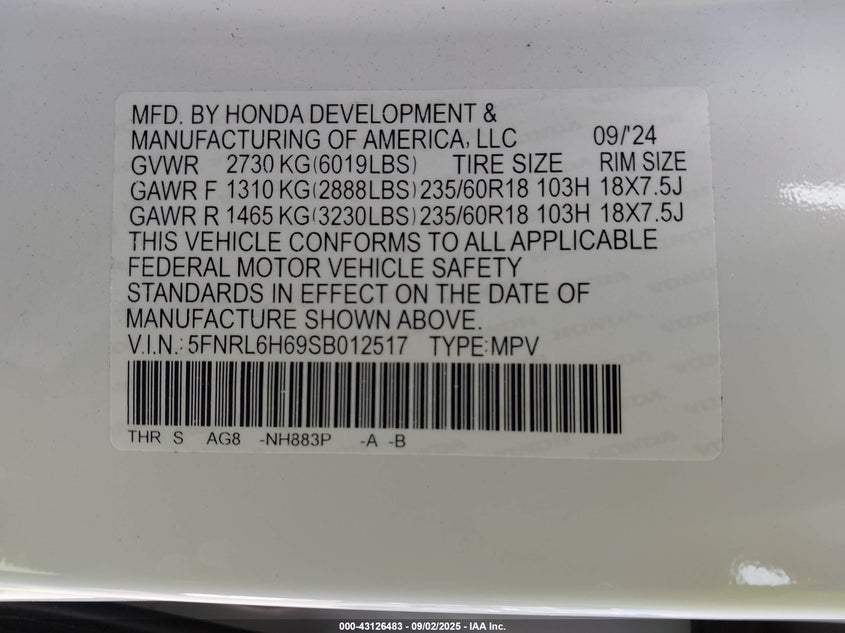 MFD. BY HONDA DEVELOPMENT &
MANUFACTURING OF AMERICA, LLC 09/'24
GVWR 2730 KG(6019LBS) TIRE SIZE RIM SIZE
GAWR F 1310 KG(2888LBS) 235/60R18 103H 18X7.5J
GAWR R 1465 KG(3230LBS) 235/60R18 103H 18X7.5J
THIS VEHICLE CONFORMS TO ALL APPLICABLE
FEDERAL MOTOR VEHICLE SAFETY
STANDARDS IN EFFECT ON THE DATE OF
MANUFACTURE SHOWN ABOVE.
V.I.N.: 5FNRL6H69SB012517 TYPE:MPV
THR S AG8 -NH883P -A -B
000-43126483 - 09/02/2025 - IAA Inc.